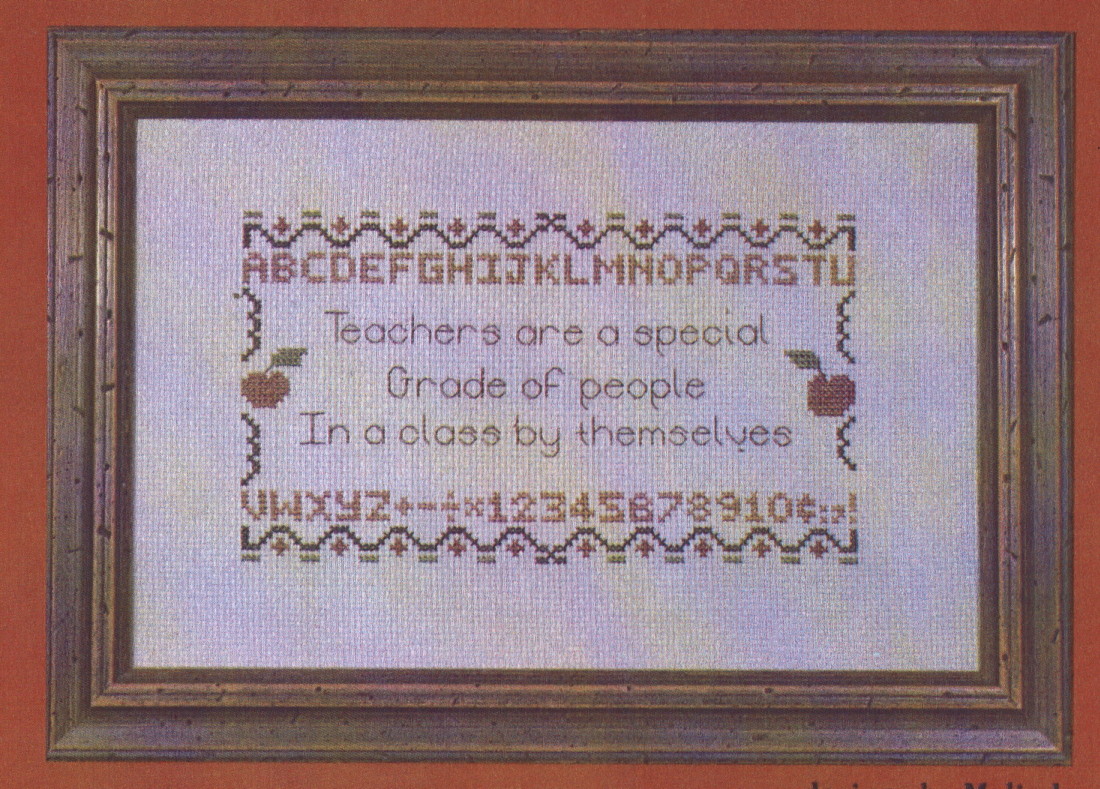 ABCDEFGHIJKLMNOPQRSTU
Teachers are a special
Grade of people
In a class by themselves
VWXYZ+-÷×12345678910¢:;!